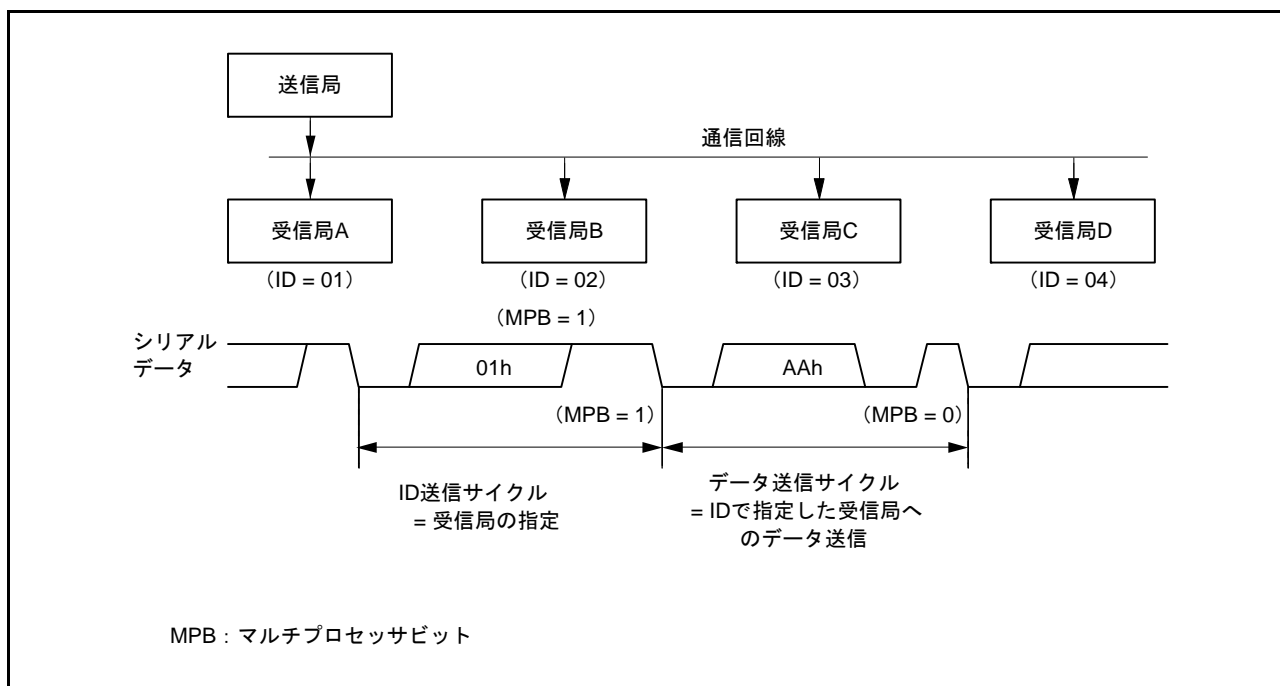 送信局
通信回線
受信局A
受信局B
受信局C
受信局D
(ID = 01)
(ID = 02)
(ID = 03)
(ID = 04)
(MPB = 1)
シリアル
データ
01h
AAh
(MPB = 1)
(MPB = 0)
ID送信サイクル
= 受信局の指定
データ送信サイクル
= IDで指定した受信局へ
のデータ送信
MPB：マルチプロセッサビット